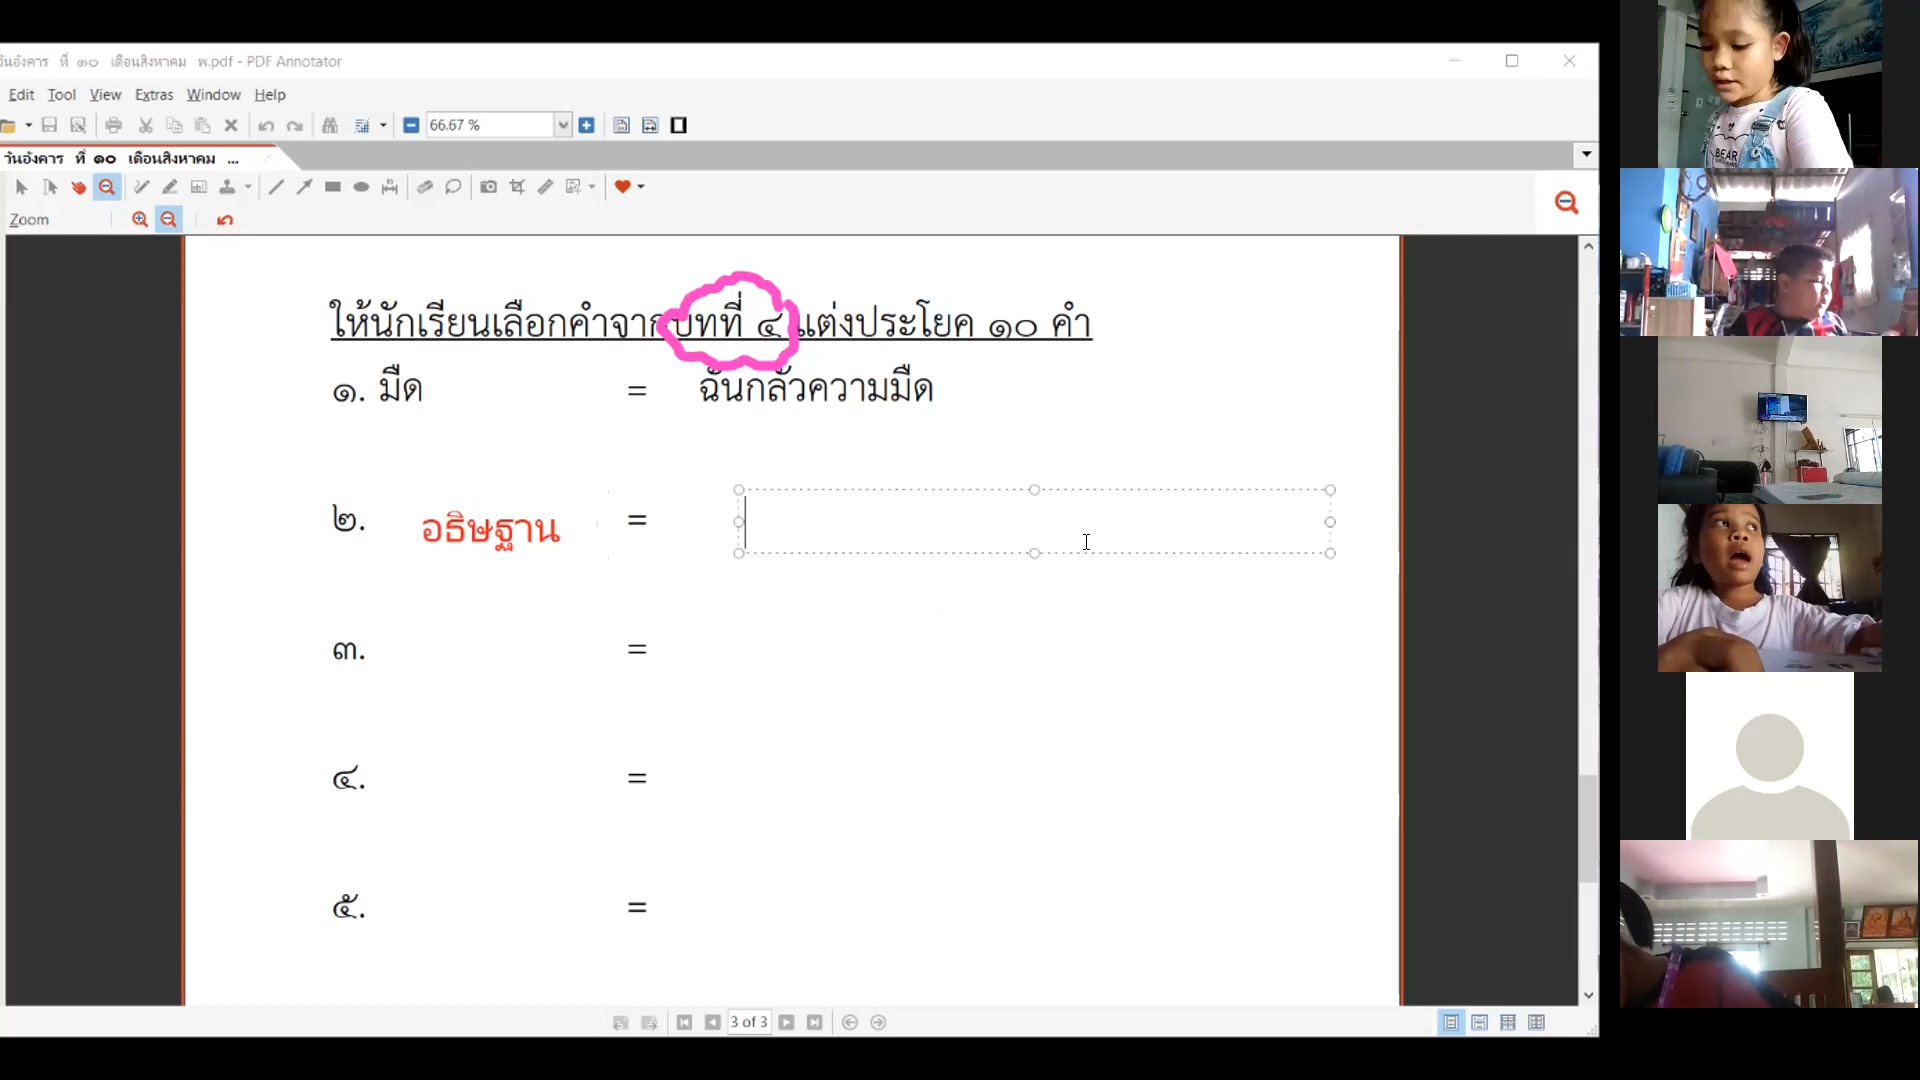 วันอังคาร ที่ ๑๐ เดือนสิงหาคม พ.pdf - PDF Annotator
Edit Tool View Extras Window Help
66.67 %
วันอังคาร ที่ ๑๐ เดือนสิงหาคม ...
Zoom
ให้นักเรียนเลือกคำจากบทที่ ๔ แต่งประโยค ๑๐ คำ
๑. มืด = ฉันกลัวความมืด
๒. อธิษฐาน =
๓. =
๔. =
๕. =
3 of 3
BEAR